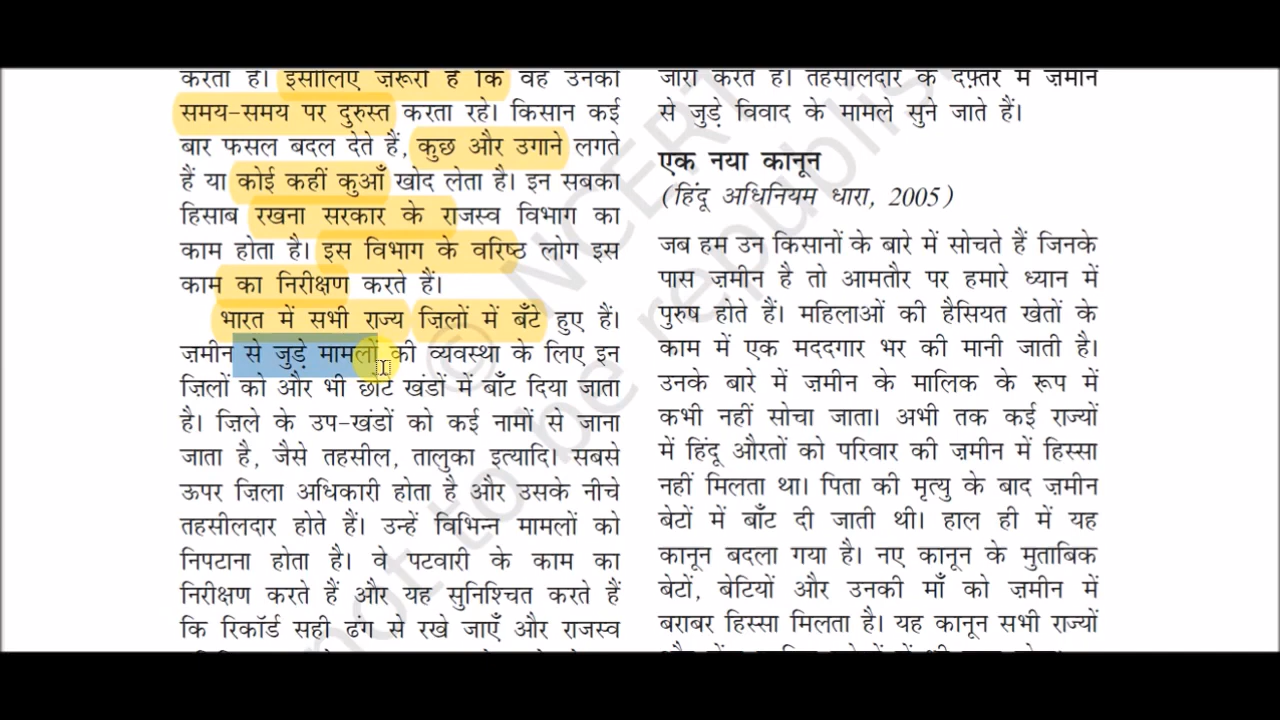 करता है। इसीलिए ज़रूरी है कि वह उनको
समय-समय पर दुरुस्त करता रहे। किसान कई
बार फसल बदल देते हैं, कुछ और उगाने लगते
हैं या कोई कहीं कुआँ खोद लेता है। इन सबका
हिसाब रखना सरकार के राजस्व विभाग का
काम होता है। इस विभाग के वरिष्ठ लोग इस
काम का निरीक्षण करते हैं।
भारत में सभी राज्य ज़िलों में बँटे हुए हैं।
ज़मीन से जुड़े मामलों की व्यवस्था के लिए इन
ज़िलों को और भी छोटे खंडों में बाँट दिया जाता
है। ज़िले के उप-खंडों को कई नामों से जाना
जाता है, जैसे तहसील, तालुका इत्यादि। सबसे
ऊपर ज़िला अधिकारी होता है और उसके नीचे
तहसीलदार होते हैं। उन्हें विभिन्न मामलों को
निपटाना होता है। वे पटवारी के काम का
निरीक्षण करते हैं और यह सुनिश्चित करते हैं
कि रिकॉर्ड सही ढंग से रखे जाएँ और राजस्व
जारी करते हैं। तहसीलदार के दफ़्तर में ज़मीन
से जुड़े विवाद के मामले सुने जाते हैं।
एक नया कानून
(हिंदू अधिनियम धारा, 2005)
जब हम उन किसानों के बारे में सोचते हैं जिनके
पास ज़मीन है तो आमतौर पर हमारे ध्यान में
पुरुष होते हैं। महिलाओं की हैसियत खेतों के
काम में एक मददगार भर की मानी जाती है।
उनके बारे में ज़मीन के मालिक के रूप में
कभी नहीं सोचा जाता। अभी तक कई राज्यों
में हिंदू औरतों को परिवार की ज़मीन में हिस्सा
नहीं मिलता था। पिता की मृत्यु के बाद ज़मीन
बेटों में बाँट दी जाती थी। हाल ही में यह
कानून बदला गया है। नए कानून के मुताबिक
बेटों, बेटियों और उनकी माँ को ज़मीन में
बराबर हिस्सा मिलता है। यह कानून सभी राज्यों
© NCERT
not to be republis